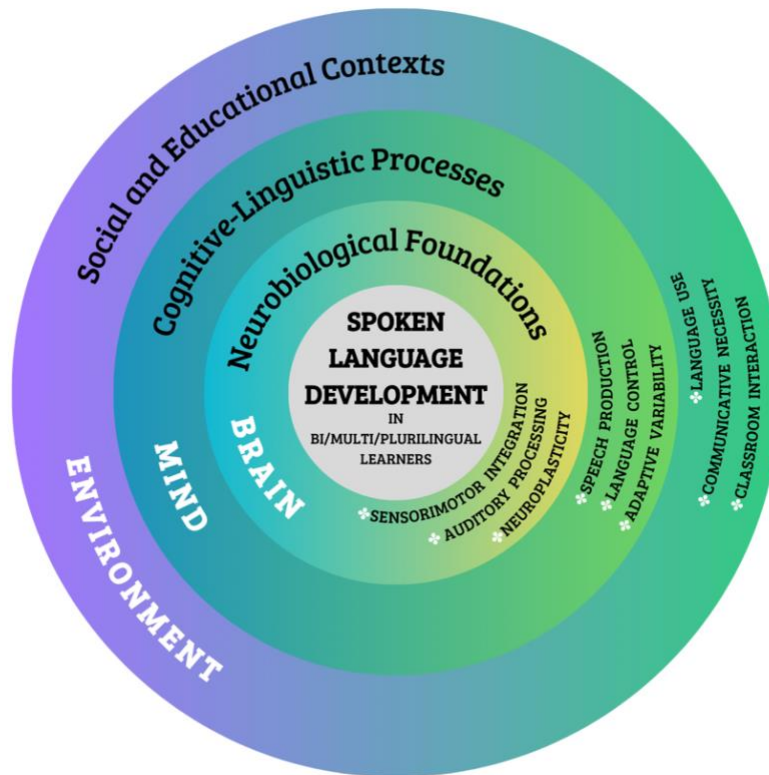 Social and Educational Contexts
Cognitive-Linguistic Processes
Neurobiological Foundations
SPOKEN
LANGUAGE
DEVELOPMENT
IN
BI/MULTI/PLURILINGUAL
LEARNERS
BRAIN
MIND
ENVIRONMENT
SENSORIMOTOR INTEGRATION
AUDITORY PROCESSING
NEUROPLASTICITY
SPEECH PRODUCTION
LANGUAGE CONTROL
ADAPTIVE VARIABILITY
LANGUAGE USE
COMMUNICATIVE NECESSITY
CLASSROOM INTERACTION